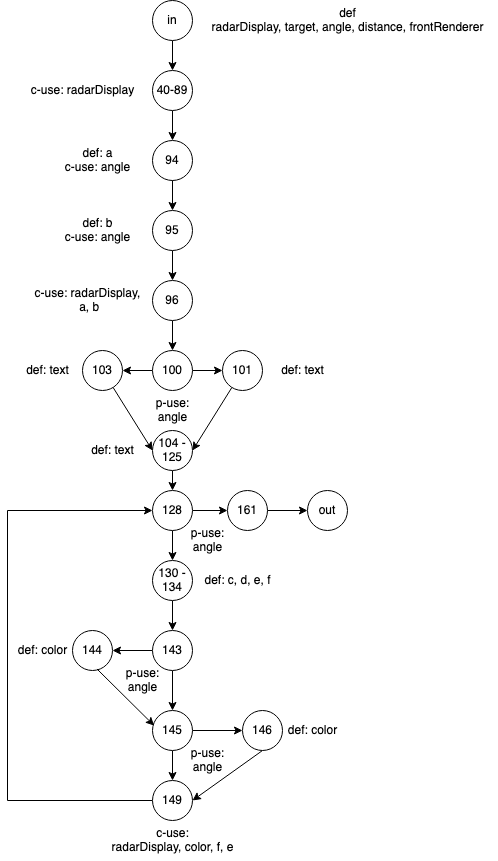 in
def
radarDisplay, target, angle, distance, frontRenderer
c-use: radarDisplay
40-89
def: a
c-use: angle
94
def: b
c-use: angle
95
c-use: radarDisplay,
a, b
96
def: text
103
100
101
def: text
p-use:
angle
def: text
104 -
125
128
161
out
p-use:
angle
130 -
134
def: c, d, e, f
def: color
144
143
p-use:
angle
145
146
def: color
p-use:
angle
149
c-use:
radarDisplay, color, f, e